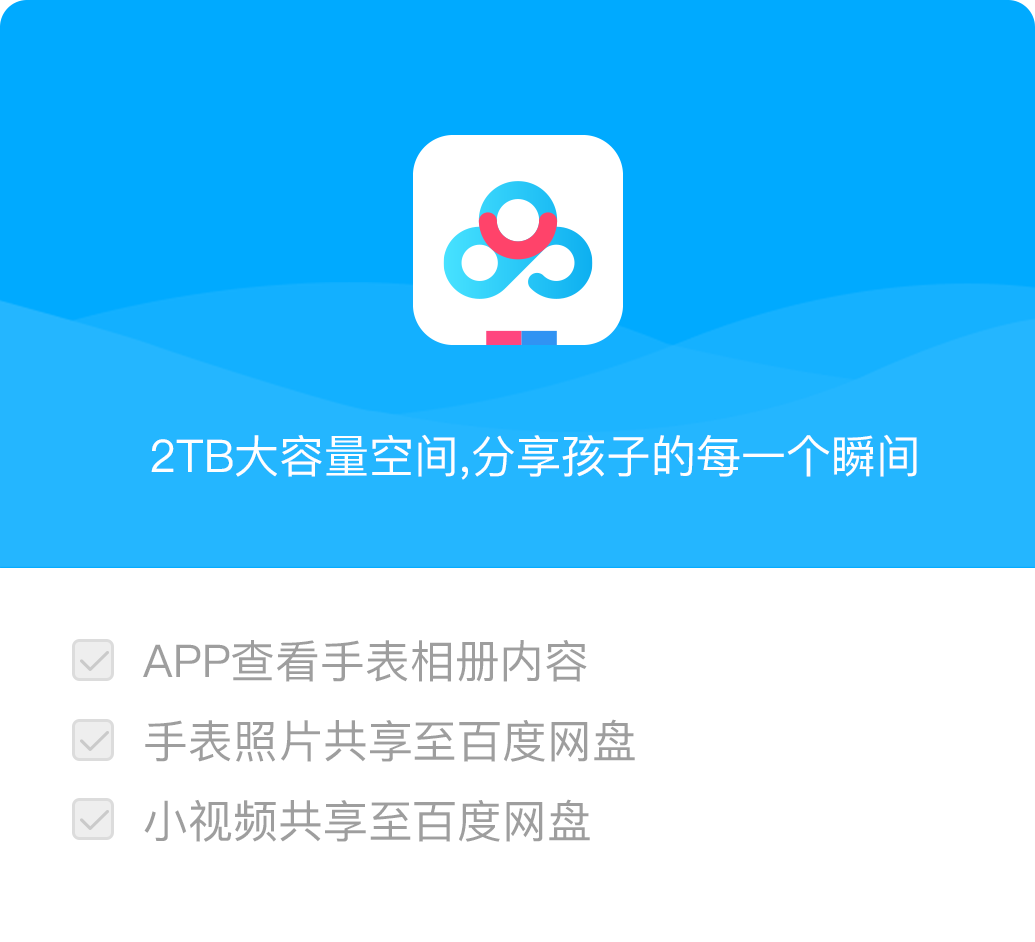 2TB大容量空间,分享孩子的每一个瞬间
APP查看手表相册内容
手表照片共享至百度网盘
小视频共享至百度网盘